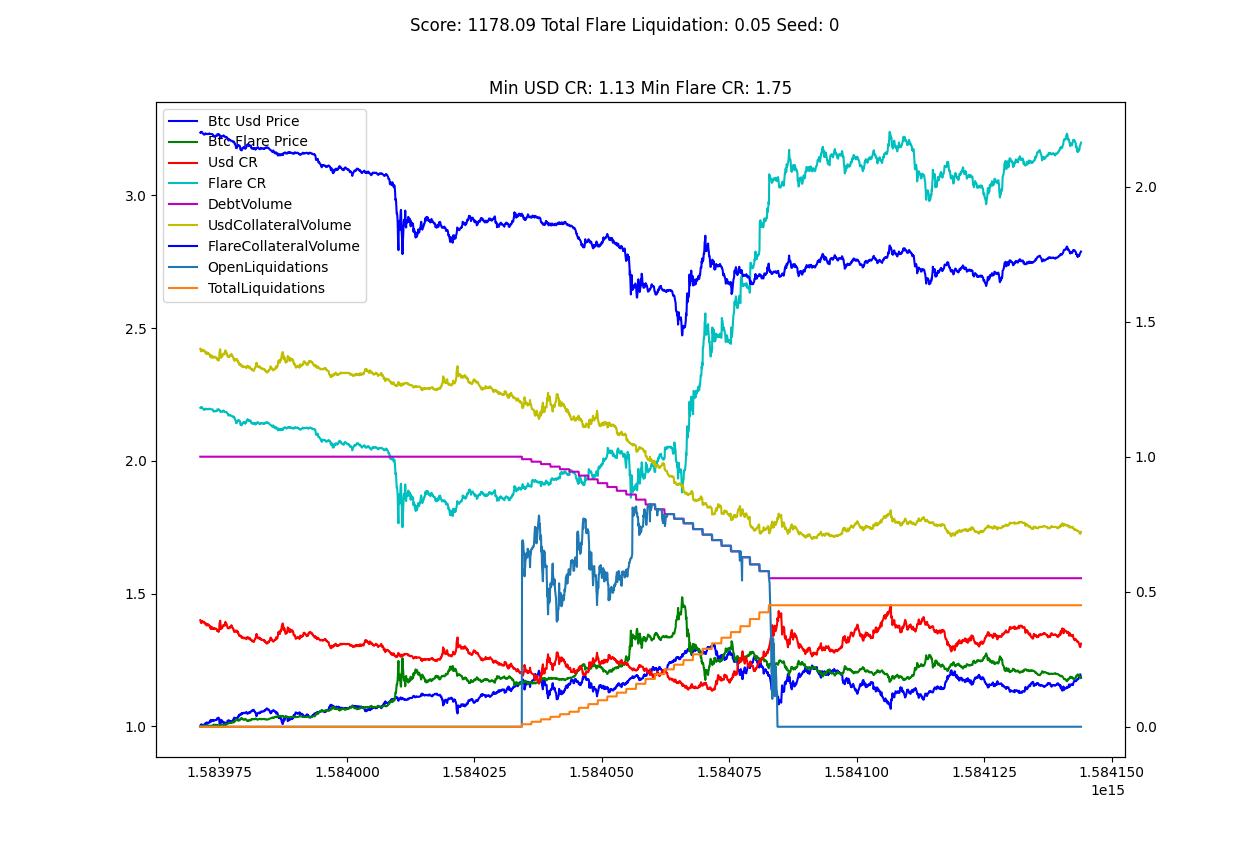 Score: 1178.09 Total Flare Liquidation: 0.05 Seed: 0
Min USD CR: 1.13 Min Flare CR: 1.75
Btc Usd Price
Btc Flare Price
Usd CR
Flare CR
DebtVolume
UsdCollateralVolume
FlareCollateralVolume
OpenLiquidations
TotalLiquidations
3.0
2.5
2.0
1.5
1.0
2.0
1.5
1.0
0.5
0.0
1.583975 1.584000 1.584025 1.584050 1.584075 1.584100 1.584125 1.584150
1e15